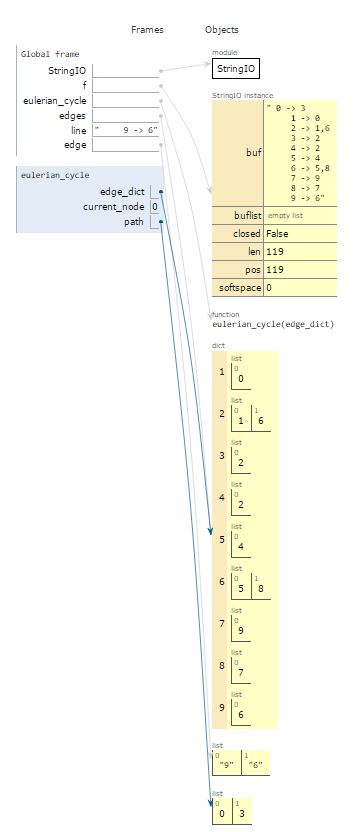 Frames Objects
Global frame
StringIO
f
eulerian_cycle
edges
line "     9 -> 6"
edge
eulerian_cycle
edge_dict
current_node 0
path
module
StringIO
StringIO instance
buf " 0 -> 3
     1 -> 0
     2 -> 1,6
     3 -> 2
     4 -> 2
     5 -> 4
     6 -> 5,8
     7 -> 9
     8 -> 7
     9 -> 6"
buflist empty list
closed False
len 119
pos 119
softspace 0
function
eulerian_cycle(edge_dict)
dict
list
0
1 0
list
0 1
2 1 6
list
0
3 2
list
0
4 2
list
0
5 4
list
0 1
6 5 8
list
0
7 9
list
0
8 7
list
0
9 6
list
0 1
"9" "6"
list
0 1
0 3